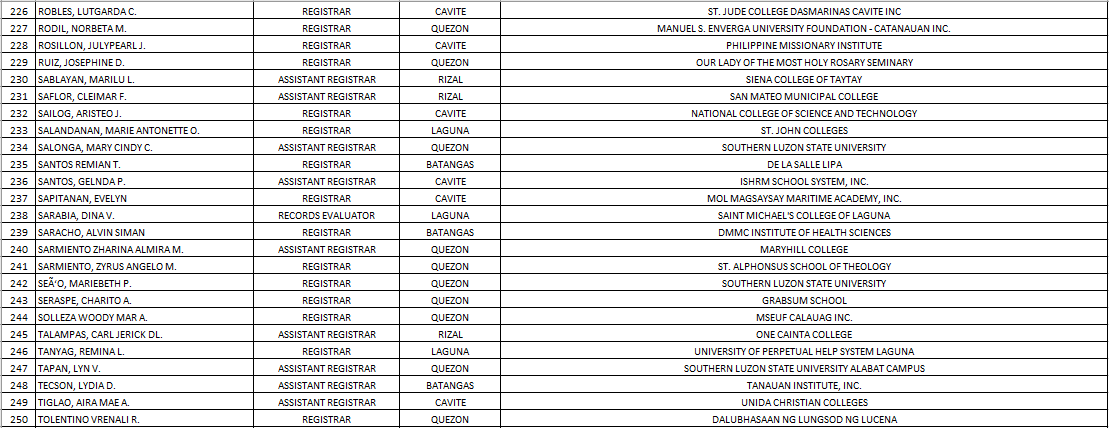 226 ROBLES, LUTGARDA C. REGISTRAR CAVITE ST. JUDE COLLEGE DASMARINAS CAVITE INC
227 RODIL, NORBETA M. REGISTRAR QUEZON MANUEL S. ENVERGA UNIVERSITY FOUNDATION - CATANAUAN INC.
228 ROSILLON, JULYPEARL J. REGISTRAR CAVITE PHILIPPINE MISSIONARY INSTITUTE
229 RUIZ, JOSEPHINE D. REGISTRAR QUEZON OUR LADY OF THE MOST HOLY ROSARY SEMINARY
230 SABLAYAN, MARILU L. ASSISTANT REGISTRAR RIZAL SIENA COLLEGE OF TAYTAY
231 SAFLOR, CLEIMAR F. ASSISTANT REGISTRAR RIZAL SAN MATEO MUNICIPAL COLLEGE
232 SAILOG, ARISTEO J. REGISTRAR CAVITE NATIONAL COLLEGE OF SCIENCE AND TECHNOLOGY
233 SALANDANAN, MARIE ANTONETTE O. REGISTRAR LAGUNA ST. JOHN COLLEGES
234 SALONGA, MARY CINDY C. ASSISTANT REGISTRAR QUEZON SOUTHERN LUZON STATE UNIVERSITY
235 SANTOS REMIAN T. REGISTRAR BATANGAS DE LA SALLE LIPA
236 SANTOS, GELNDA P. ASSISTANT REGISTRAR CAVITE ISHRM SCHOOL SYSTEM, INC.
237 SAPITANAN, EVELYN REGISTRAR CAVITE MOL MAGSAYSAY MARITIME ACADEMY, INC.
238 SARABIA, DINA V. RECORDS EVALUATOR LAGUNA SAINT MICHAEL'S COLLEGE OF LAGUNA
239 SARACHO, ALVIN SIMAN REGISTRAR BATANGAS DMMC INSTITUTE OF HEALTH SCIENCES
240 SARMIENTO ZHARINA ALMIRA M. ASSISTANT REGISTRAR QUEZON MARYHILL COLLEGE
241 SARMIENTO, ZYRUS ANGELO M. REGISTRAR QUEZON ST. ALPHONSUS SCHOOL OF THEOLOGY
242 SEÃ'O, MARIEBETH P. REGISTRAR QUEZON SOUTHERN LUZON STATE UNIVERSITY
243 SERASPE, CHARITO A. REGISTRAR QUEZON GRABSUM SCHOOL
244 SOLLEZA WOODY MAR A. REGISTRAR QUEZON MSEUF CALAUAG INC.
245 TALAMPAS, CARL JERICK DL. ASSISTANT REGISTRAR RIZAL ONE CAINTA COLLEGE
246 TANYAG, REMINA L. REGISTRAR LAGUNA UNIVERSITY OF PERPETUAL HELP SYSTEM LAGUNA
247 TAPAN, LYN V. ASSISTANT REGISTRAR QUEZON SOUTHERN LUZON STATE UNIVERSITY ALABAT CAMPUS
248 TECSON, LYDIA D. ASSISTANT REGISTRAR BATANGAS TANAUAN INSTITUTE, INC.
249 TIGLAO, AIRA MAE A. ASSISTANT REGISTRAR CAVITE UNIDA CHRISTIAN COLLEGES
250 TOLENTINO VRENALI R. REGISTRAR QUEZON DALUBHASAAN NG LUNGSOD NG LUCENA